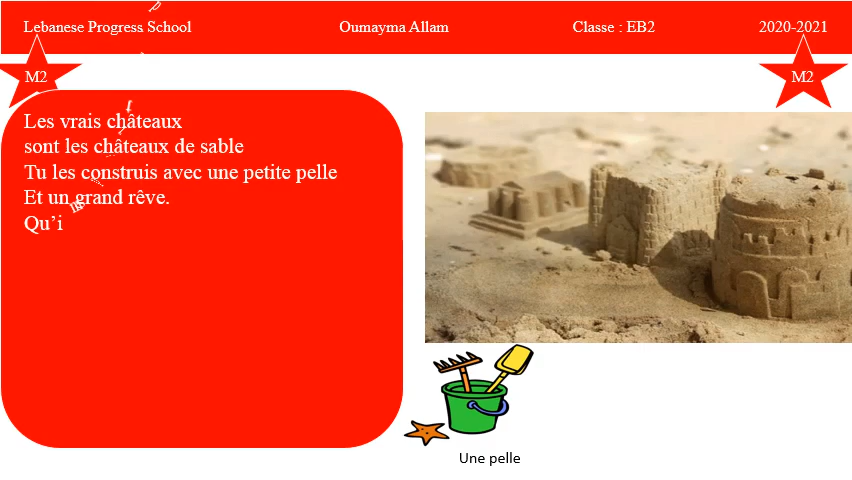 Lebanese Progress School Oumayma Allam Classe : EB2 2020-2021
M2 M2
Les vrais châteaux
sont les châteaux de sable
Tu les construis avec une petite pelle
Et un grand rêve.
Qu’i
Une pelle